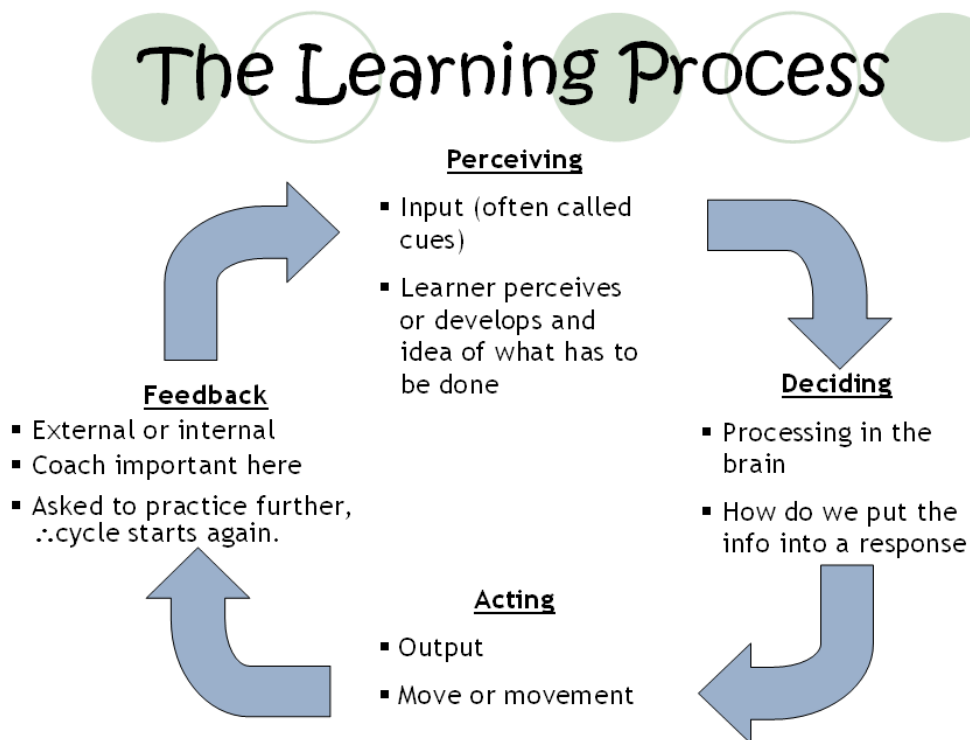 The Learning Process
Perceiving
▪ Input (often called
cues)
▪ Learner perceives
or develops and
idea of what has to
be done
Deciding
▪ Processing in the
brain
▪ How do we put the
info into a response
Acting
▪ Output
▪ Move or movement
Feedback
▪ External or internal
▪ Coach important here
▪ Asked to practice further,
∴cycle starts again.